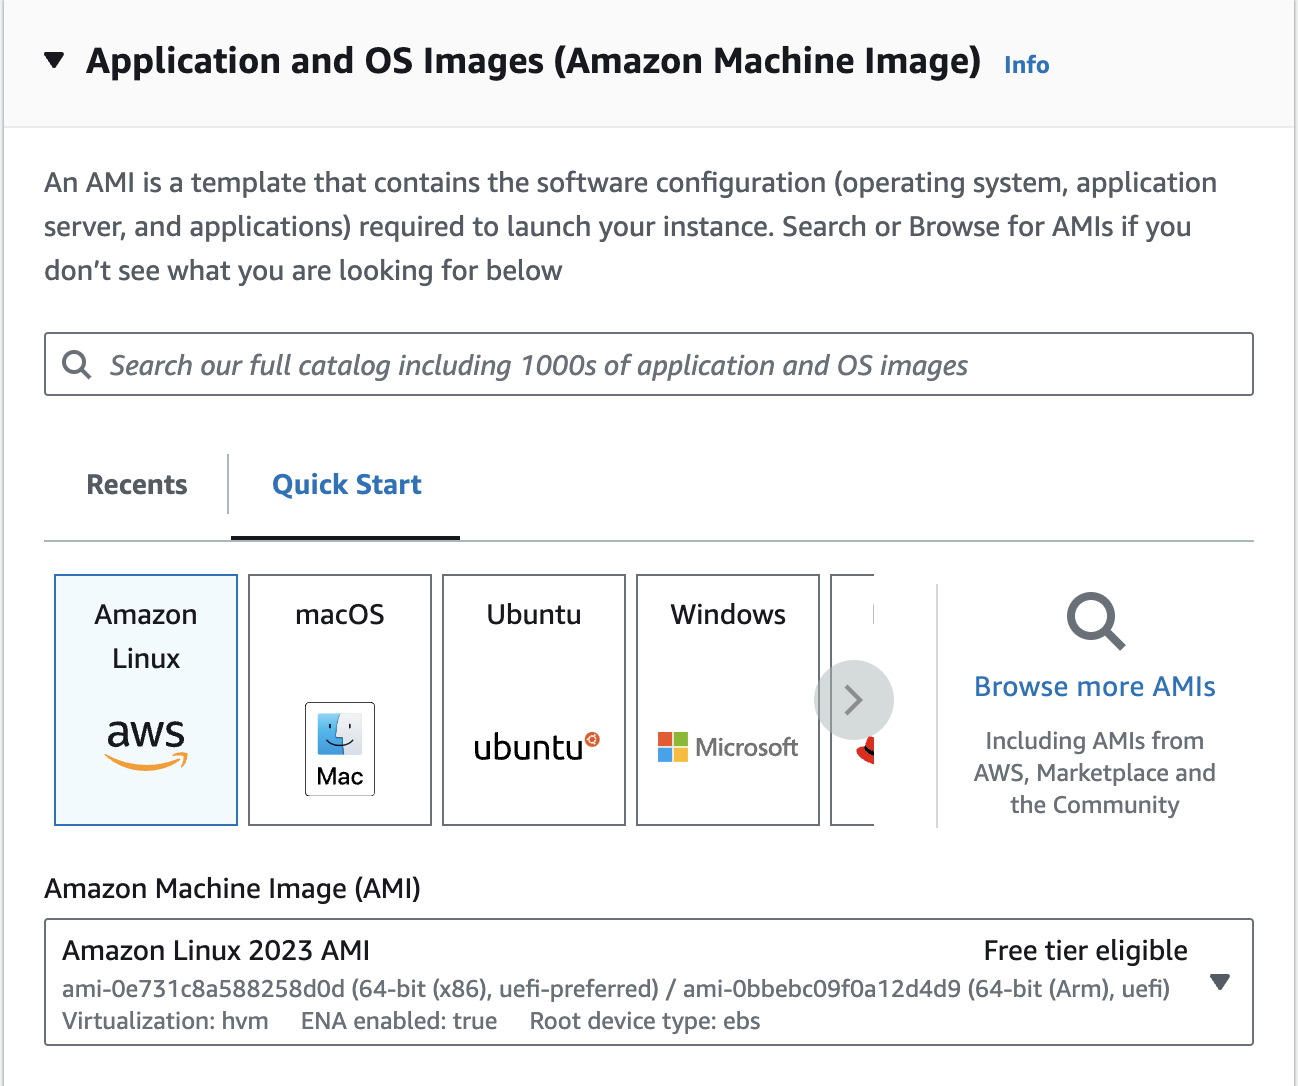 Application and OS Images (Amazon Machine Image) Info
An AMI is a template that contains the software configuration (operating system, application
server, and applications) required to launch your instance. Search or Browse for AMIs if you
don’t see what you are looking for below
Search our full catalog including 1000s of application and OS images
Recents
Quick Start
Amazon
Linux
aws
macOS
Mac
Ubuntu
ubuntu
Windows
Microsoft
Browse more AMIs
Including AMIs from
AWS, Marketplace and
the Community
Amazon Machine Image (AMI)
Amazon Linux 2023 AMI Free tier eligible
ami-0e731c8a588258d0d (64-bit (x86), uefi-preferred) / ami-0bbebc09f0a12d4d9 (64-bit (Arm), uefi)
Virtualization: hvm ENA enabled: true Root device type: ebs